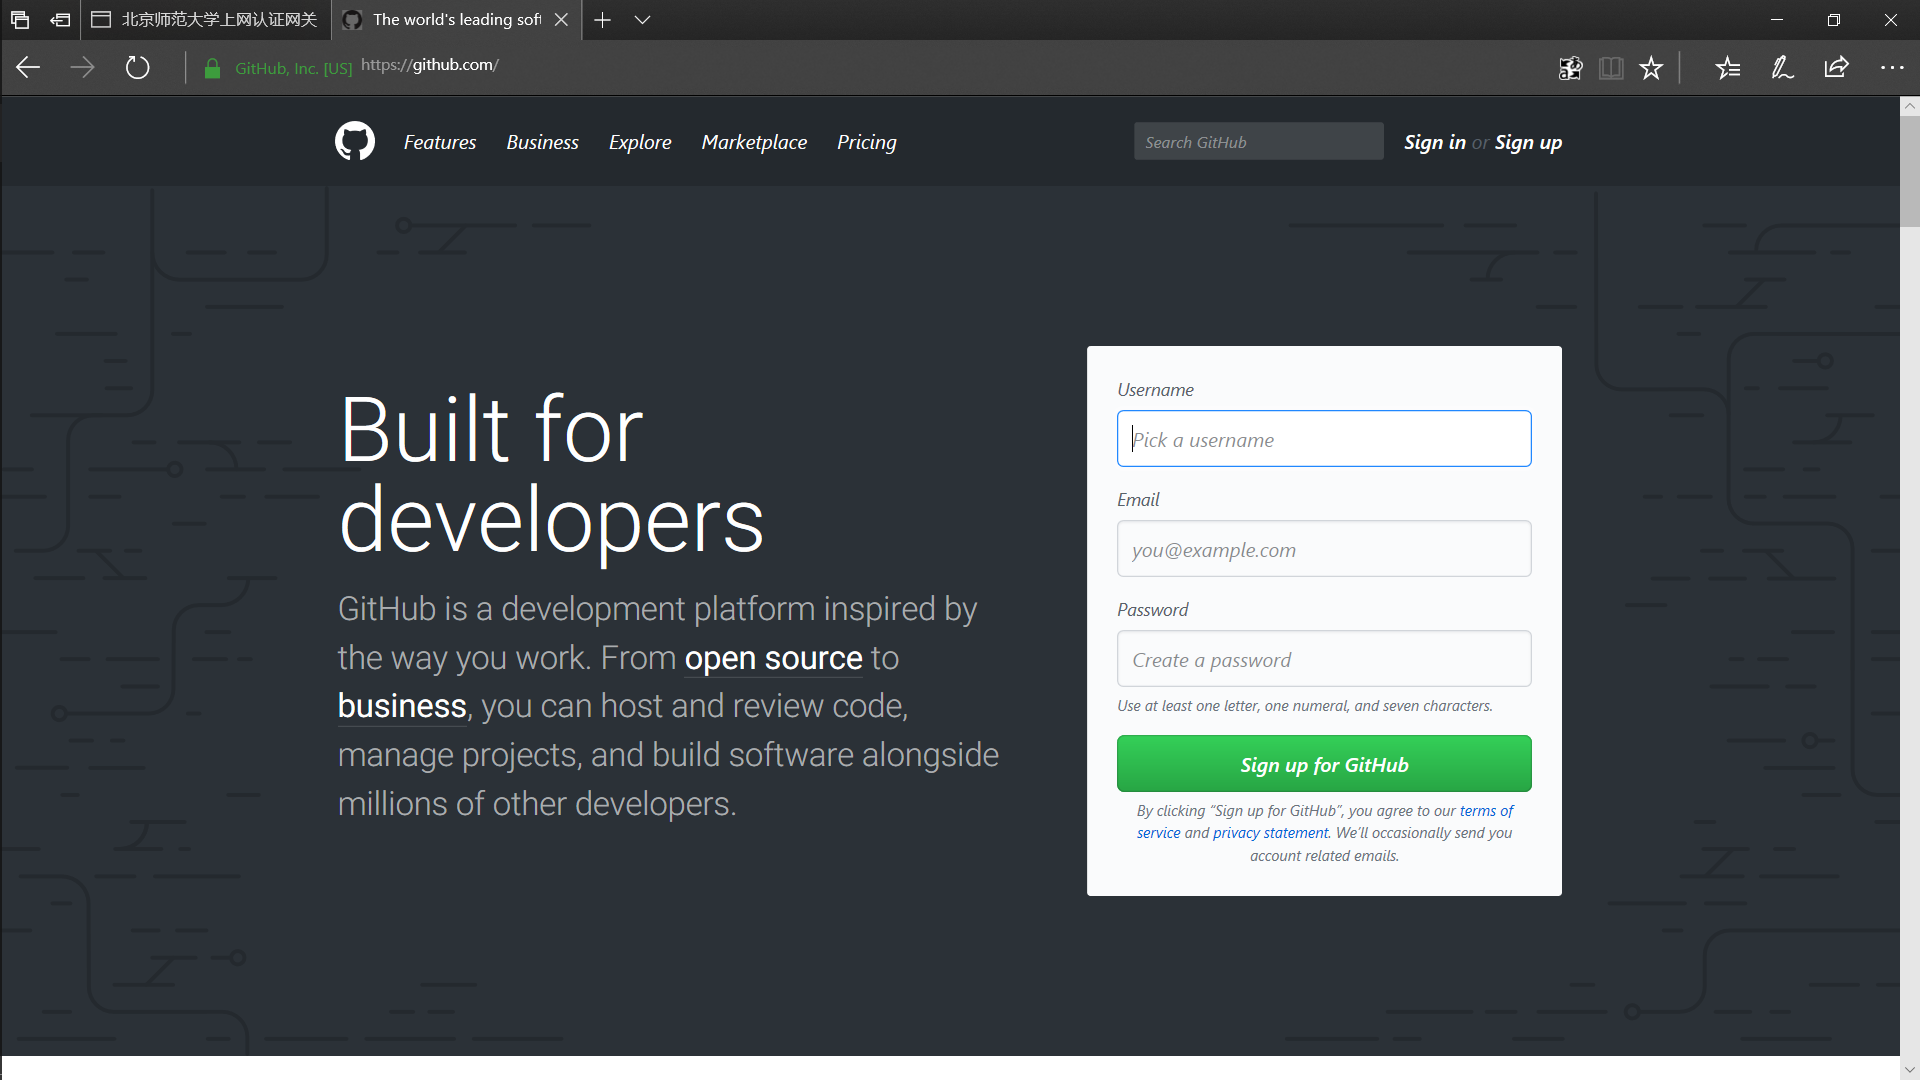 北京师范大学上网认证网关
The world's leading soft
GitHub, Inc. [US] https://github.com/
Features Business Explore Marketplace Pricing
Search GitHub
Sign in or Sign up
Built for
developers
GitHub is a development platform inspired by
the way you work. From open source to
business, you can host and review code,
manage projects, and build software alongside
millions of other developers.
Username
Pick a username
Email
you@example.com
Password
Create a password
Use at least one letter, one numeral, and seven characters.
Sign up for GitHub
By clicking “Sign up for GitHub”, you agree to our terms of
service and privacy statement. We’ll occasionally send you
account related emails.